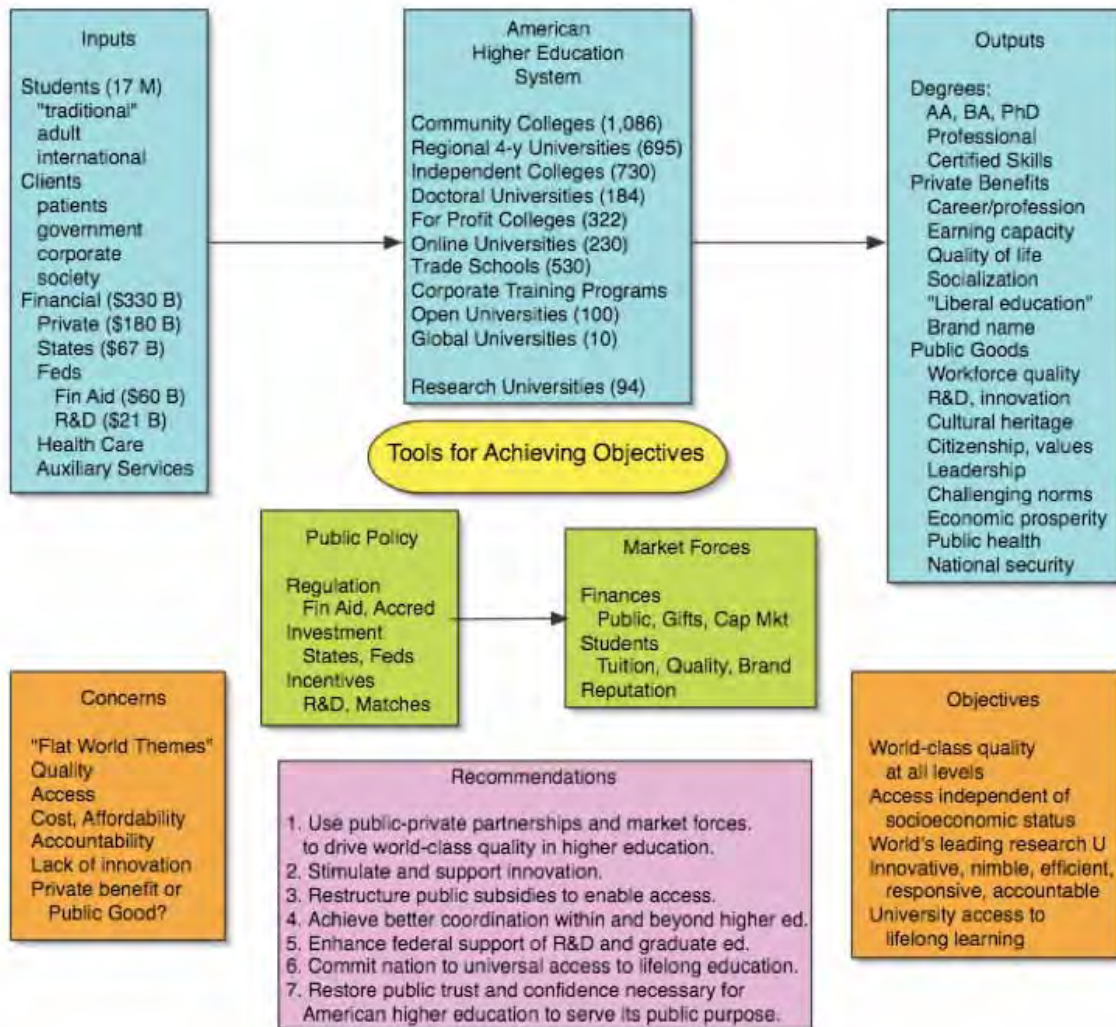 Inputs
Students (17 M)
"traditional"
adult
international
Clients
patients
government
corporate
society
Financial ($330 B)
Private ($180 B)
States ($67 B)
Feds
Fin Aid ($60 B)
R&D ($21 B)
Health Care
Auxiliary Services
American
Higher Education
System
Community Colleges (1,086)
Regional 4-y Universities (695)
Independent Colleges (730)
Doctoral Universities (184)
For Profit Colleges (322)
Online Universities (230)
Trade Schools (530)
Corporate Training Programs
Open Universities (100)
Global Universities (10)
Research Universities (94)
Outputs
Degrees:
AA, BA, PhD
Professional
Certified Skills
Private Benefits
Career/profession
Earning capacity
Quality of life
Socialization
"Liberal education"
Brand name
Public Goods
Workforce quality
R&D, innovation
Cultural heritage
Citizenship, values
Leadership
Challenging norms
Economic prosperity
Public health
National security
Tools for Achieving Objectives
Public Policy
Regulation
Fin Aid, Accred
Investment
States, Feds
Incentives
R&D, Matches
Market Forces
Finances
Public, Gifts, Cap Mkt
Students
Tuition, Quality, Brand
Reputation
Concerns
"Flat World Themes"
Quality
Access
Cost, Affordability
Accountability
Lack of innovation
Private benefit or
Public Good?
Recommendations
1. Use public-private partnerships and market forces.
to drive world-class quality in higher education.
2. Stimulate and support innovation.
3. Restructure public subsidies to enable access.
4. Achieve better coordination within and beyond higher ed.
5. Enhance federal support of R&D and graduate ed.
6. Commit nation to universal access to lifelong education.
7. Restore public trust and confidence necessary for
American higher education to serve its public purpose.
Objectives
World-class quality
at all levels
Access independent of
socioeconomic status
World's leading research U
Innovative, nimble, efficient,
responsive, accountable
University access to
lifelong learning